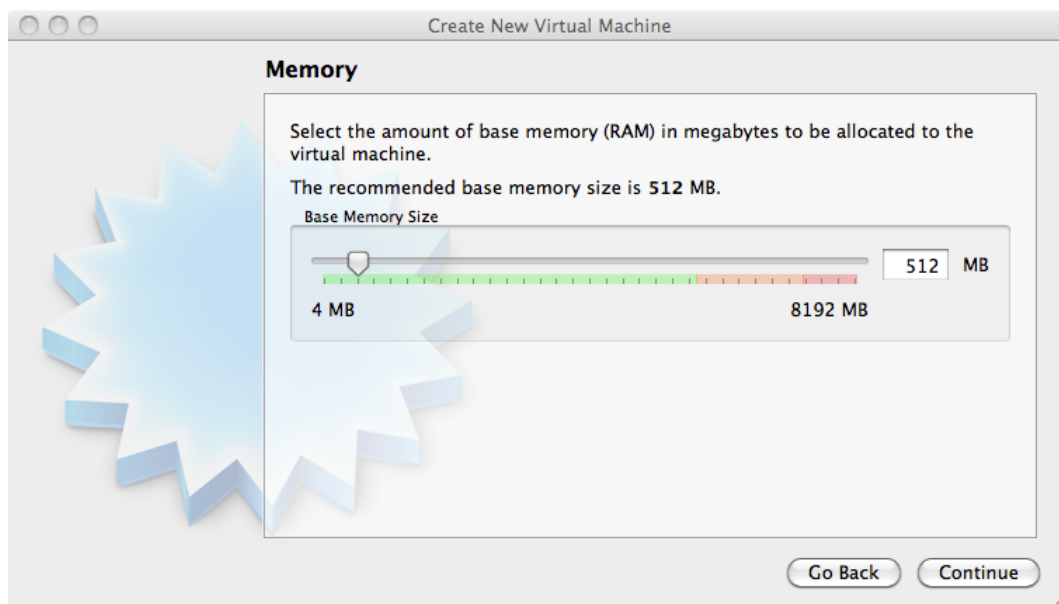 Create New Virtual Machine
Memory
Select the amount of base memory (RAM) in megabytes to be allocated to the
virtual machine.
The recommended base memory size is 512 MB.
Base Memory Size
512 MB
4 MB 8192 MB
Go Back Continue